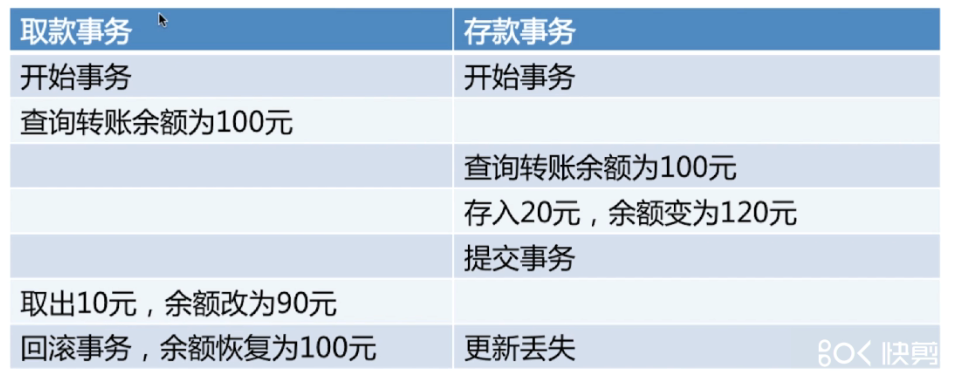 取款事务 存款事务
开始事务 开始事务
查询转账余额为100元
查询转账余额为100元
存入20元，余额变为120元
提交事务
取出10元，余额改为90元
回滚事务，余额恢复为100元 更新丢失
快剪